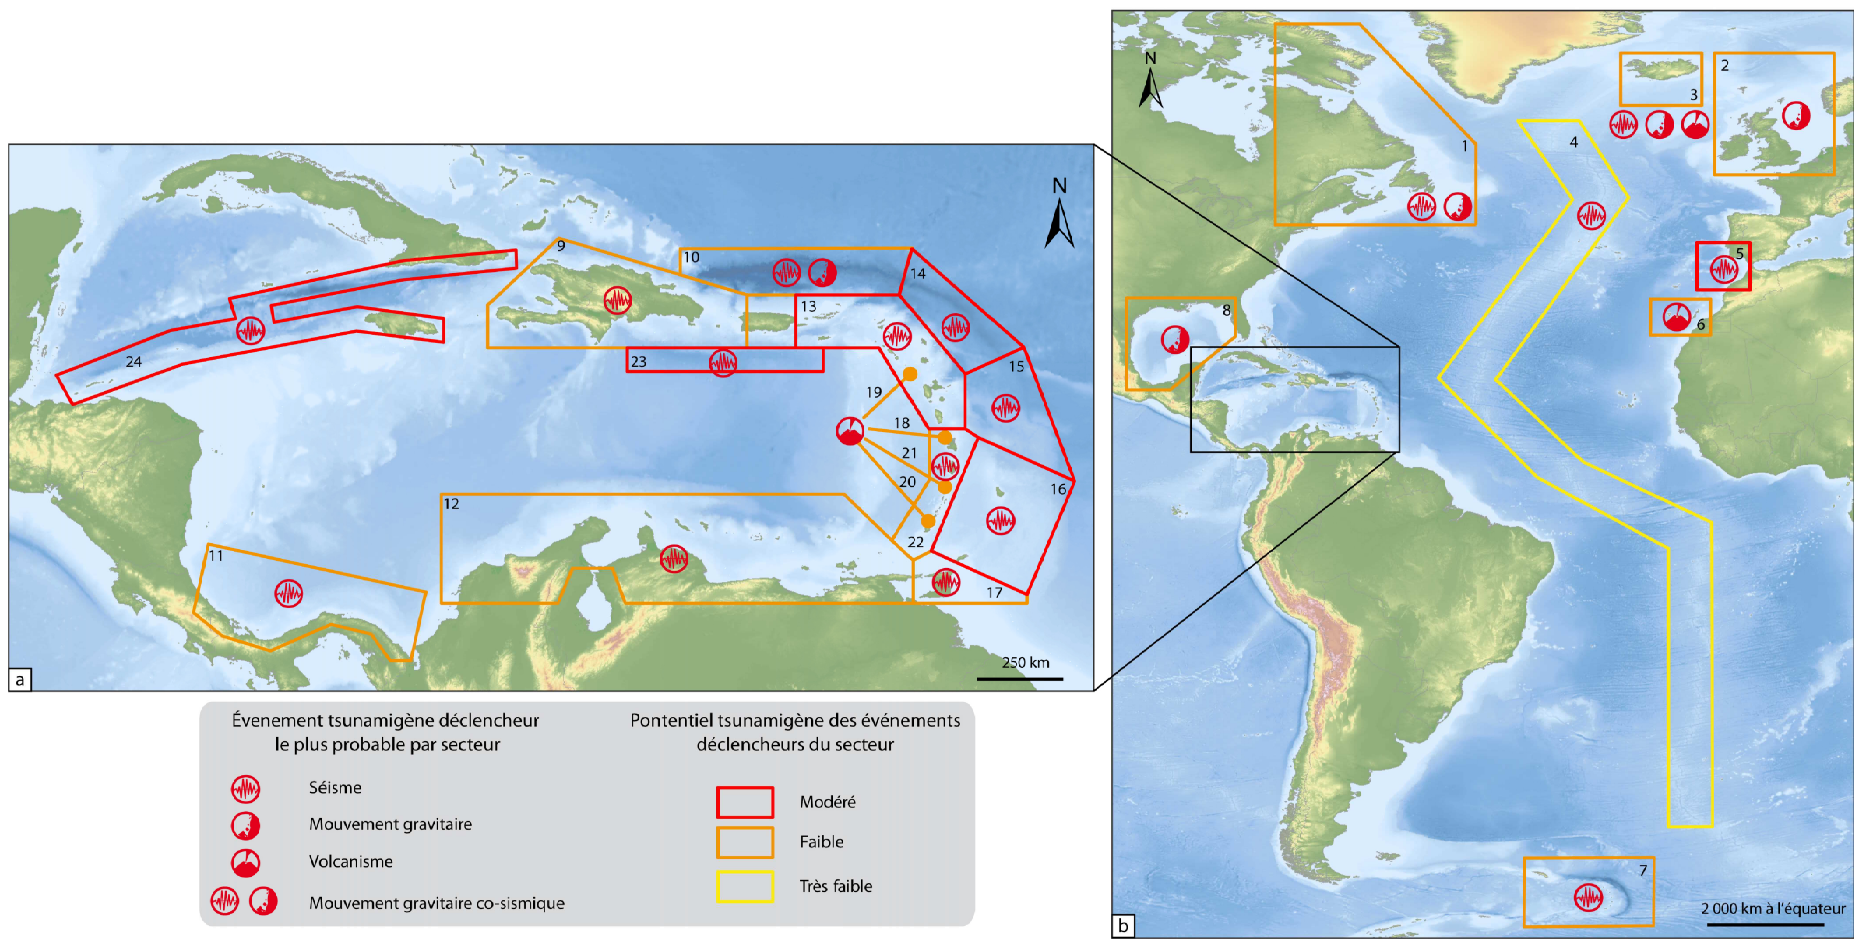 N
9
10
14
13
24
23
15
19
18
21
20
16
12
22
11
17
250 km
a
N
2
3
4
1
5
8
6
7
2 000 km à l'équateur
b
Évenement tsunamigène déclencheur
le plus probable par secteur
Séisme
Mouvement gravitaire
Volcanisme
Mouvement gravitaire co-sismique
Pontentiel tsunamigène des événements
déclencheurs du secteur
Modéré
Faible
Très faible